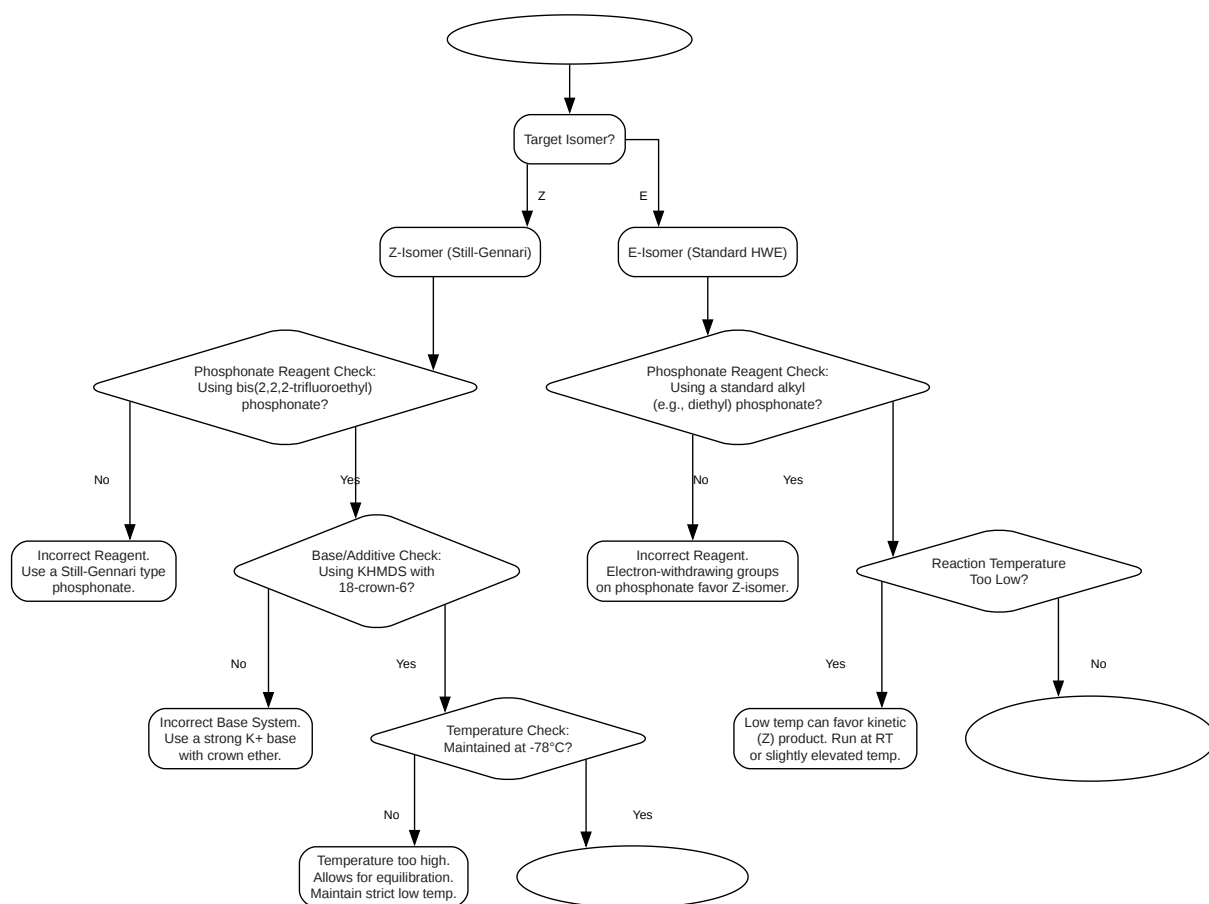 Target Isomer?
Z
E
Z-Isomer (Still-Gennari)
E-Isomer (Standard HWE)
Phosphonate Reagent Check:
Using bis(2,2,2-trifluoroethyl)
phosphonate?
Phosphonate Reagent Check:
Using a standard alkyl
(e.g., diethyl) phosphonate?
No
Yes
No
Yes
Incorrect Reagent.
Use a Still-Gennari type
phosphonate.
Base/Additive Check:
Using KHMDS with
18-crown-6?
Incorrect Reagent.
Electron-withdrawing groups
on phosphonate favor Z-isomer.
Reaction Temperature
Too Low?
No
Yes
Yes
No
Incorrect Base System.
Use a strong K+ base
with crown ether.
Temperature Check:
Maintained at -78°C?
Low temp can favor kinetic
(Z) product. Run at RT
or slightly elevated temp.
No
Yes
Temperature too high.
Allows for equilibration.
Maintain strict low temp.